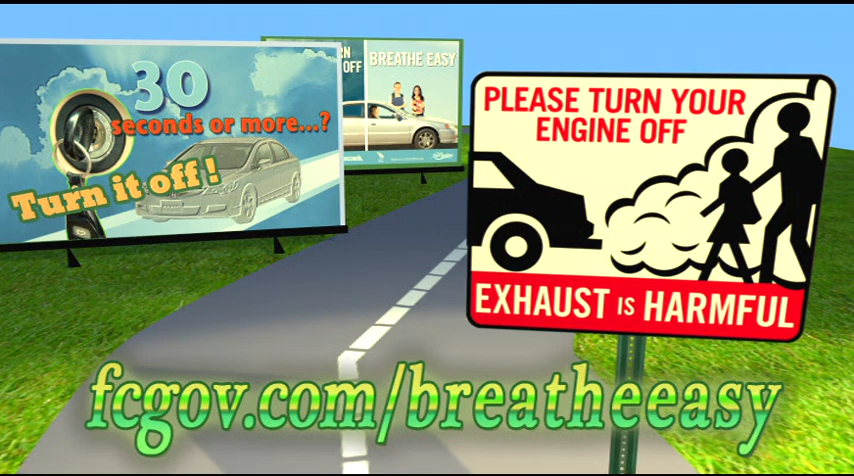 30
seconds or more...?
Turn it off!
OFF
BREATHE EASY
PLEASE TURN YOUR
ENGINE OFF
EXHAUST IS HARMFUL
fcgov.com/breatheeasy